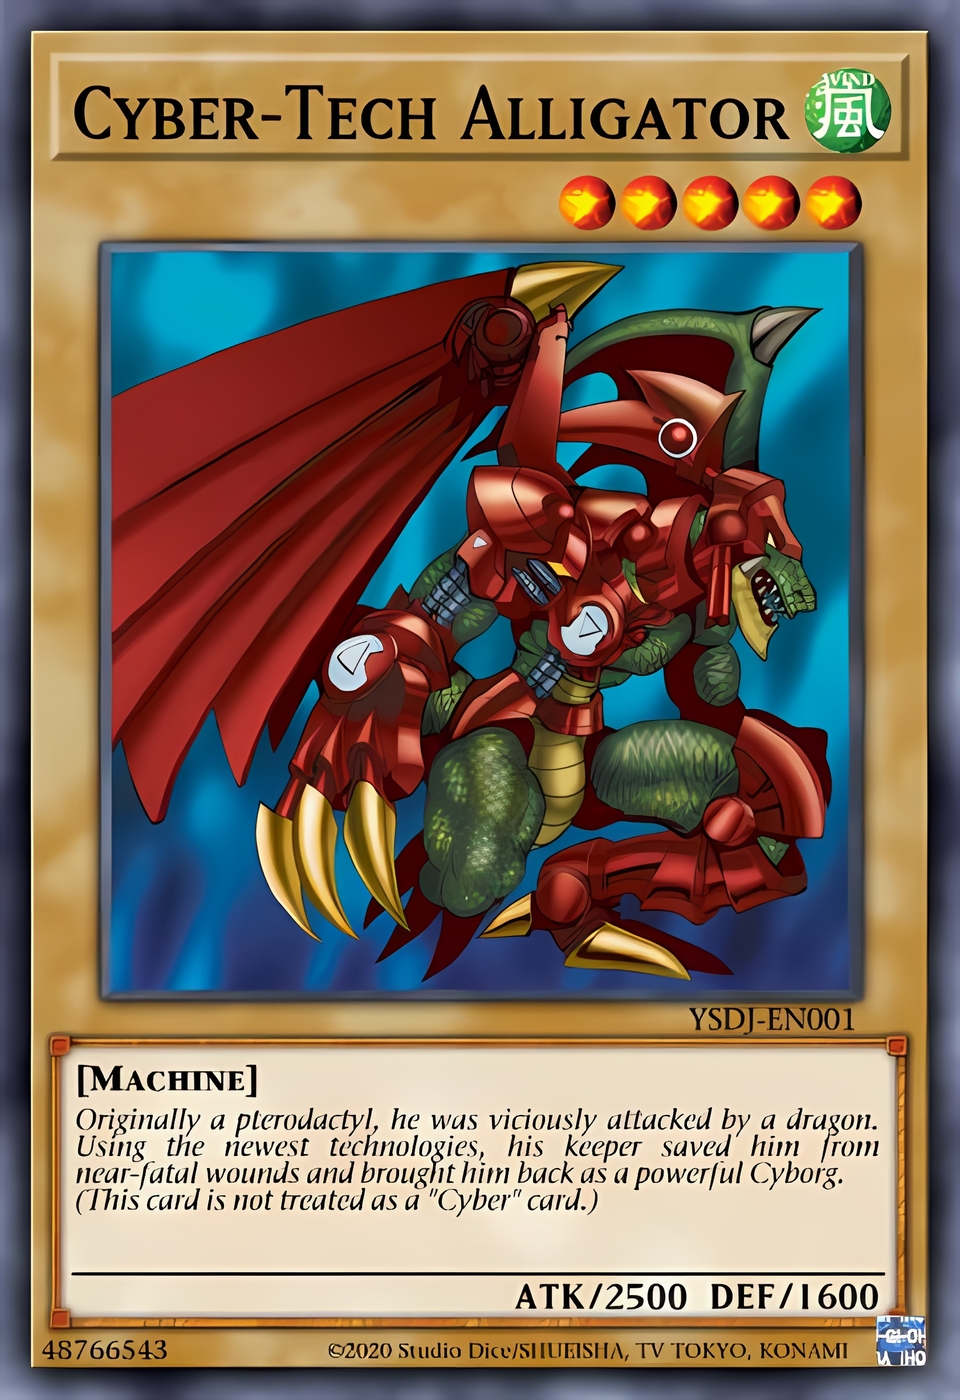 Cyber-Tech Alligator
WIND
風
YSDJ-EN001
[Machine]
Originally a pterodactyl, he was viciously attacked by a dragon.
Using the newest technologies, his keeper saved him from
near-fatal wounds and brought him back as a powerful Cyborg.
(This card is not treated as a "Cyber" card.)
ATK/2500 DEF/1600
48766543
©2020 Studio Dice/SHUEISHA, TV TOKYO, KONAMI